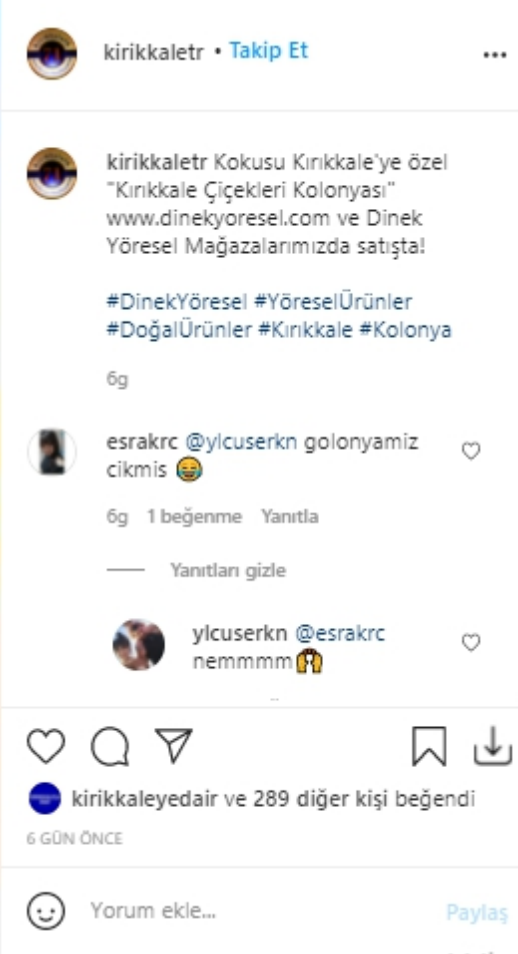 kirikkaletr • Takip Et
kirikkaletr Kokusu Kırıkkale'ye özel
"Kırıkkale Çiçekleri Kolonyası"
www.dinekyoresel.com ve Dinek
Yöresel Mağazalarımızda satışta!
#DinekYöresel #YöreselÜrünler
#DoğalÜrünler #Kırıkkale #Kolonya
6g
esrakrc @ylcuserkn golonyamiz
cikmis 😂
6g 1 beğenme Yanıtla
Yanıtları gizle
ylcuserkn @esrakrc
nemmmm🙌
kirikkaleyedair ve 289 diğer kişi beğendi
6 GÜN ÖNCE
Yorum ekle...
Paylaş